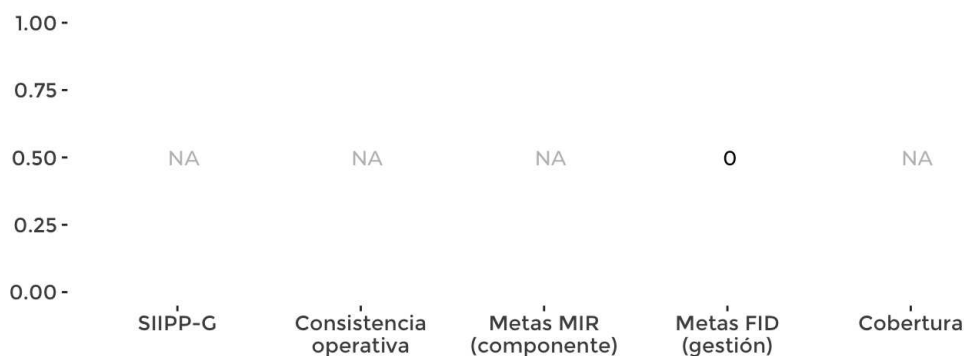 1.00
0.75
0.50
NA NA NA 0 NA
0.25
0.00
SIIPP-G Consistencia operativa Metas MIR (componente) Metas FID (gestión) Cobertura